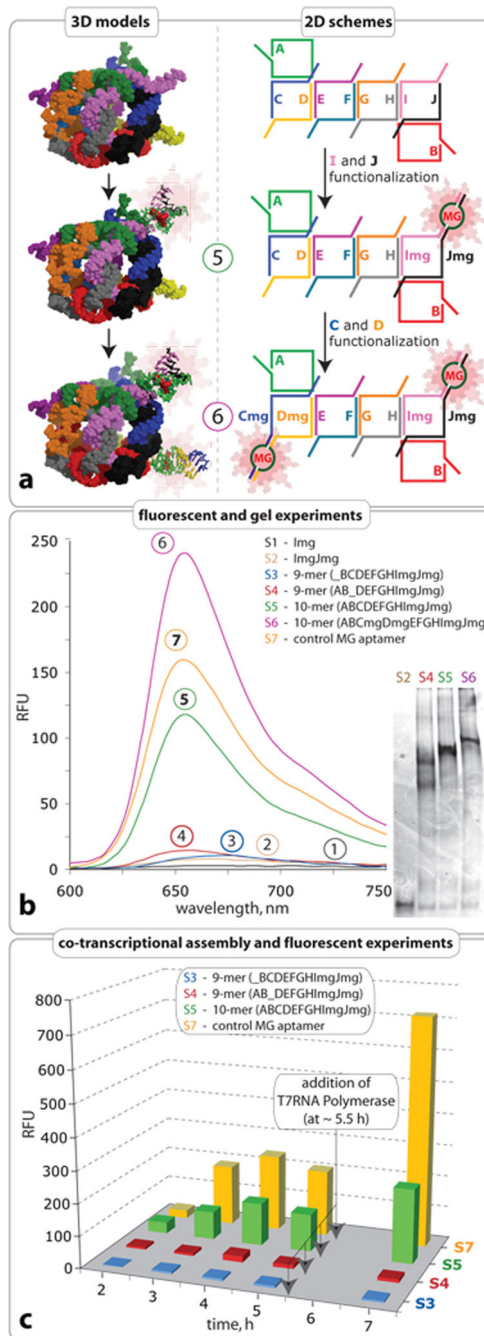 3D models
2D schemes
A
C D E F G H I J
B
I and J
functionalization
A
MG
5
C D E F G H Img Jmg
B
C and D
functionalization
A
MG
6
Cmg Dmg E F G H Img Jmg
MG
B
a
fluorescent and gel experiments
250
200
150
100
50
0
RFU
6
7
5
4
3
2
1
S1 - Img
S2 - ImgJmg
S3 - 9-mer (_BCDEFGHImgJmg)
S4 - 9-mer (AB_DEFGHImgJmg)
S5 - 10-mer (ABCDEFGHImgJmg)
S6 - 10-mer (ABCmgDmgEFGHImgJmg)
S7 - control MG aptamer
S2 S4 S5 S6
600 650 700 750
wavelength, nm
b
co-transcriptional assembly and fluorescent experiments
S3 - 9-mer (_BCDEFGHImgJmg)
S4 - 9-mer (AB_DEFGHImgJmg)
S5 - 10-mer (ABCDEFGHImgJmg)
S7 - control MG aptamer
addition of
T7RNA Polymerase
(at ~ 5.5 h)
800
700
600
500
400
300
200
100
0
RFU
2 3 4 5 6 7
time, h
S7
S5
S4
S3
c